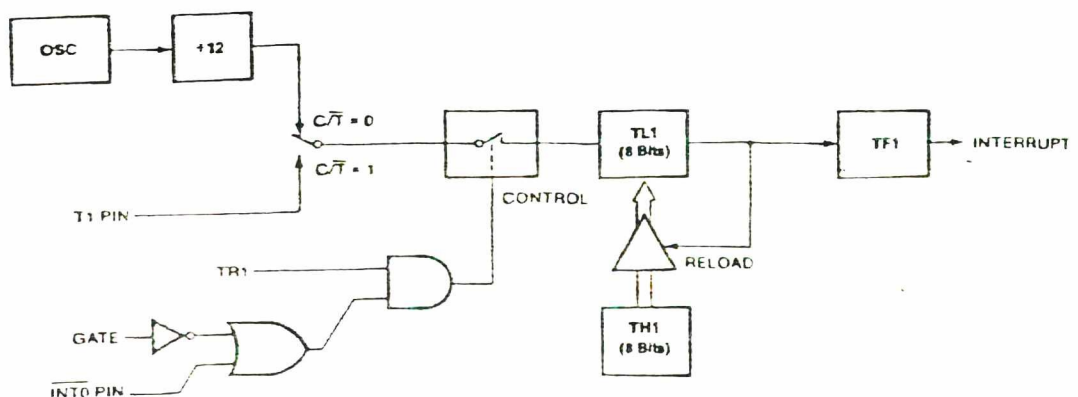 OSC
÷12
C/T̅ = 0
C/T̅ = 1
T1 PIN
CONTROL
TL1
(8 Bits)
TF1
INTERRUPT
TR1
RELOAD
GATE
TH1
(8 Bits)
I̅N̅T̅0̅ PIN